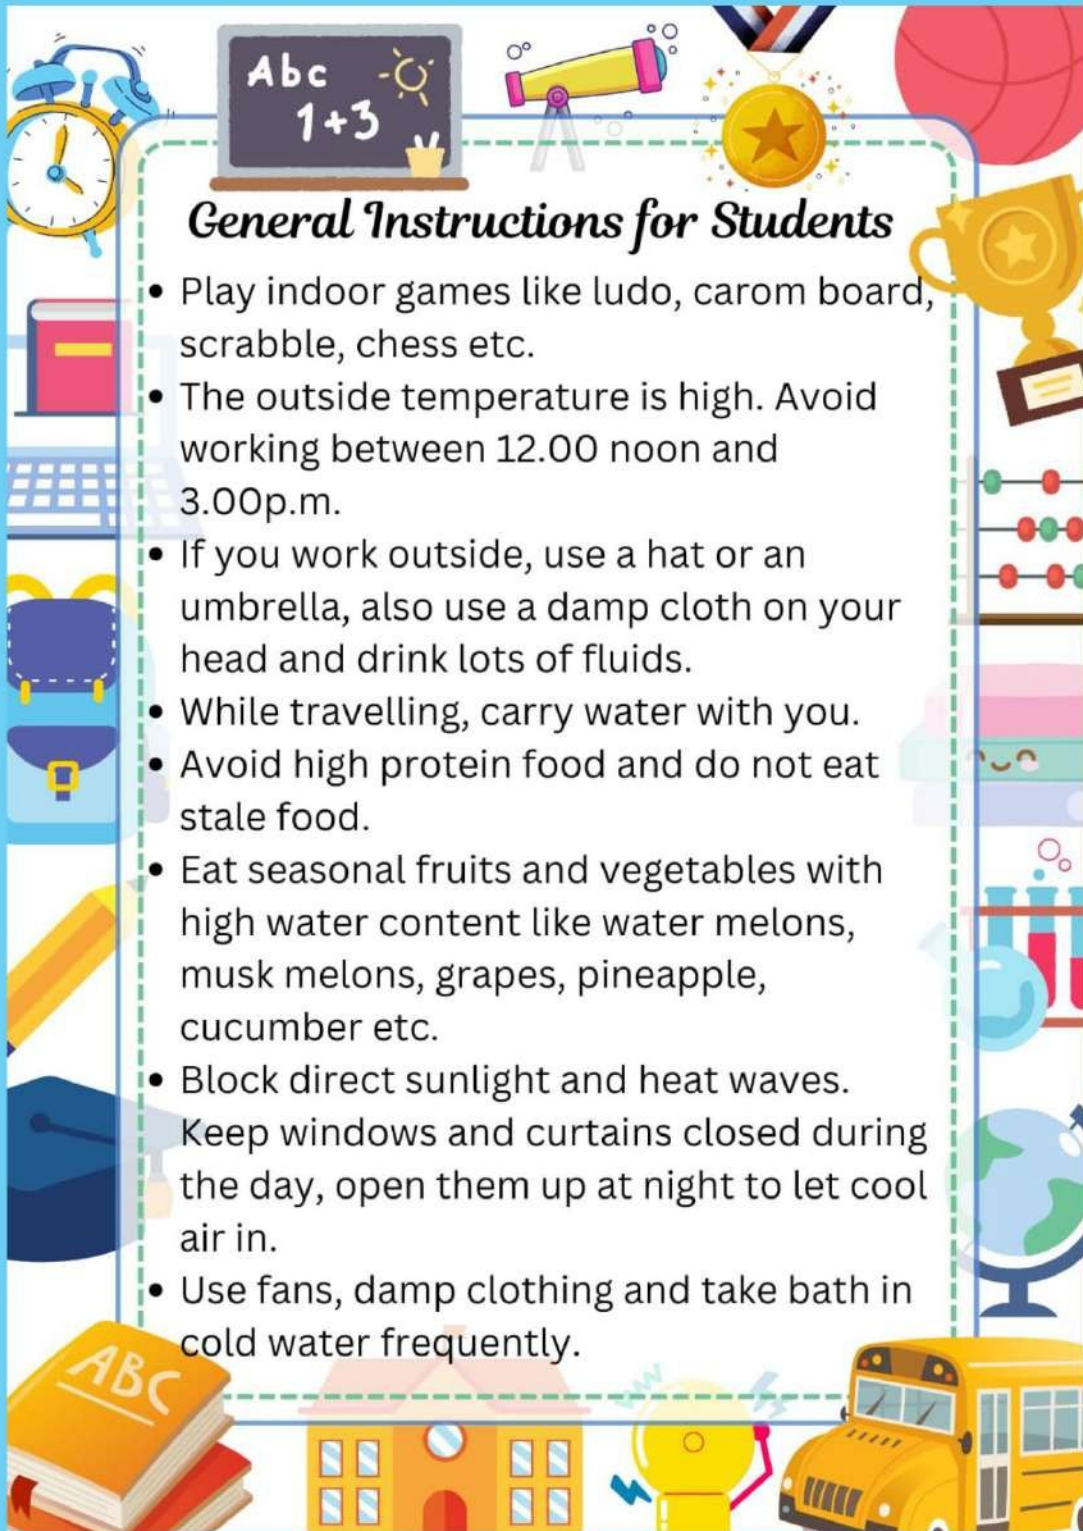 Abc
1+3
General Instructions for Students
• Play indoor games like ludo, carom board,
scrabble, chess etc.
• The outside temperature is high. Avoid
working between 12.00 noon and
3.00p.m.
• If you work outside, use a hat or an
umbrella, also use a damp cloth on your
head and drink lots of fluids.
• While travelling, carry water with you.
• Avoid high protein food and do not eat
stale food.
• Eat seasonal fruits and vegetables with
high water content like water melons,
musk melons, grapes, pineapple,
cucumber etc.
• Block direct sunlight and heat waves.
Keep windows and curtains closed during
the day, open them up at night to let cool
air in.
• Use fans, damp clothing and take bath in
cold water frequently.
ABC